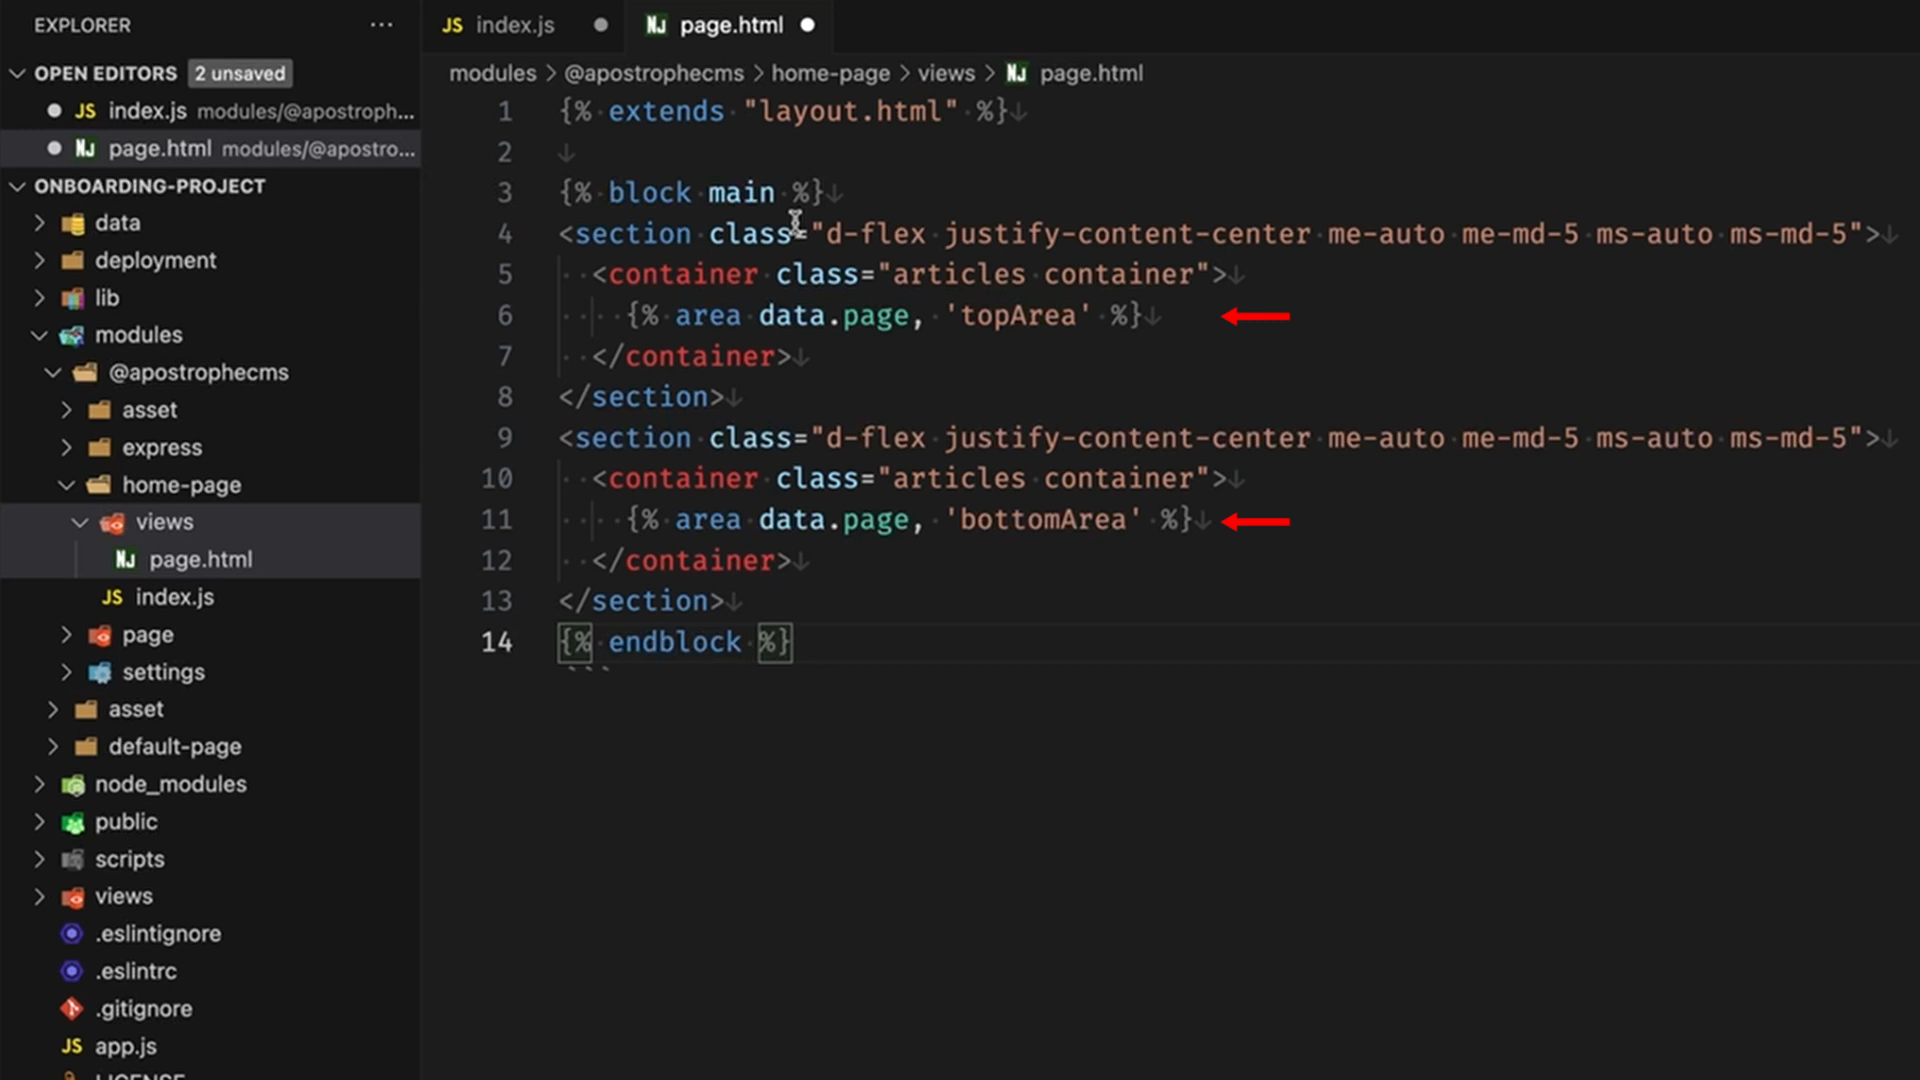 EXPLORER ...
OPEN EDITORS 2 unsaved
JS index.js modules/@apostroph...
NJ page.html modules/@apostro...
ONBOARDING-PROJECT
data
deployment
lib
modules
@apostrophecms
asset
express
home-page
views
NJ page.html
JS index.js
page
settings
asset
default-page
node_modules
public
scripts
views
.eslintignore
.eslintrc
.gitignore
JS app.js
LICENSE
JS index.js NJ page.html
modules > @apostrophecms > home-page > views > NJ page.html
1 {% extends "layout.html" %}
2
3 {% block main %}
4 <section class="d-flex justify-content-center me-auto me-md-5 ms-auto ms-md-5">
5 <container class="articles container">
6 {% area data.page, 'topArea' %}
7 </container>
8 </section>
9 <section class="d-flex justify-content-center me-auto me-md-5 ms-auto ms-md-5">
10 <container class="articles container">
11 {% area data.page, 'bottomArea' %}
12 </container>
13 </section>
14 {% endblock %}